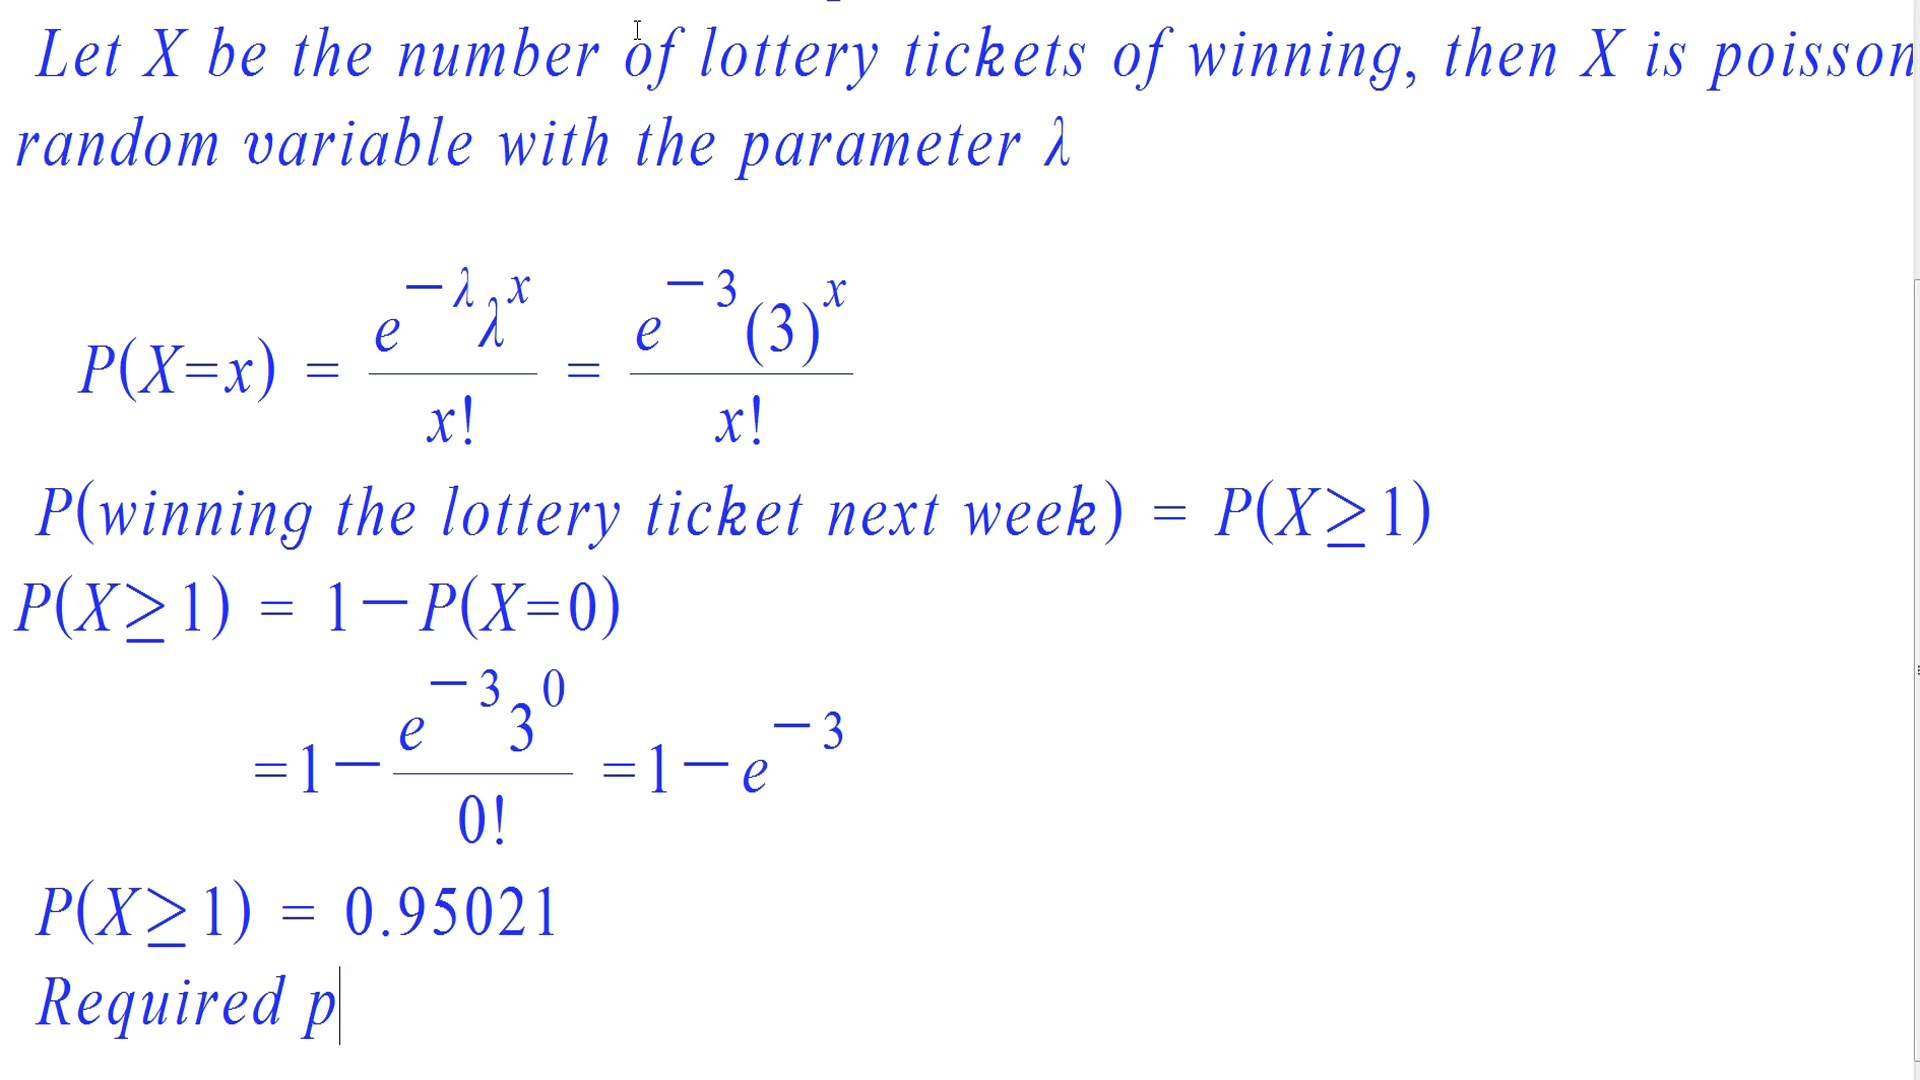 Let X be the number of lottery tickets of winning, then X is poisson
random variable with the parameter λ
P(X=x) = e^{-λ}λ^x / x! = e^{-3}(3)^x / x!
P(winning the lottery ticket next week) = P(X≥1)
P(X≥1) = 1-P(X=0)
=1- e^{-3}3^0 / 0! =1-e^{-3}
P(X≥1) = 0.95021
Required p